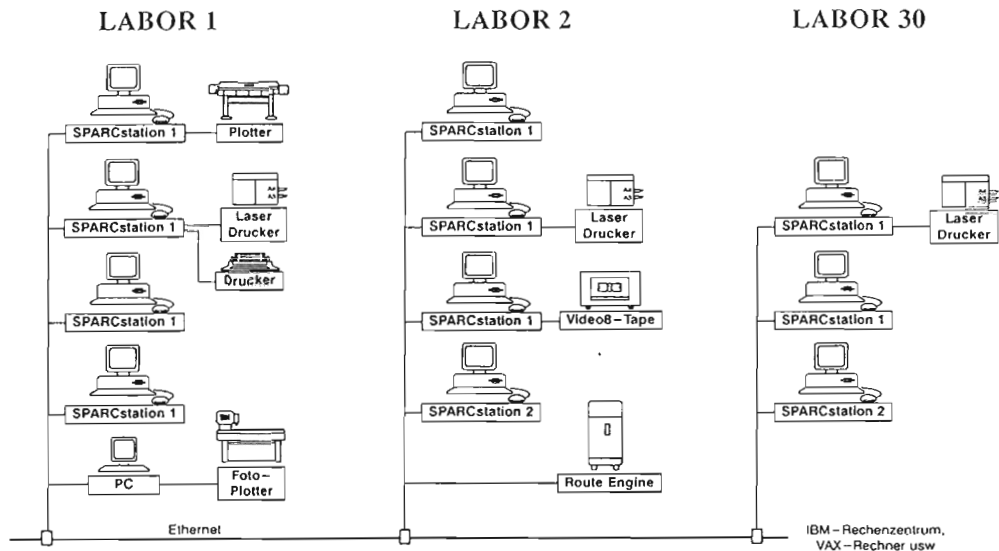 LABOR 1
SPARCstation 1
Plotter
SPARCstation 1
Laser
Drucker
Drucker
SPARCstation 1
SPARCstation 1
PC
Foto-
Plotter
LABOR 2
SPARCstation 1
SPARCstation 1
Laser
Drucker
SPARCstation 1
Video8-Tape
SPARCstation 2
Route Engine
LABOR 30
SPARCstation 1
Laser
Drucker
SPARCstation 1
SPARCstation 2
Ethernet
IBM-Rechenzentrum,
VAX-Rechner usw